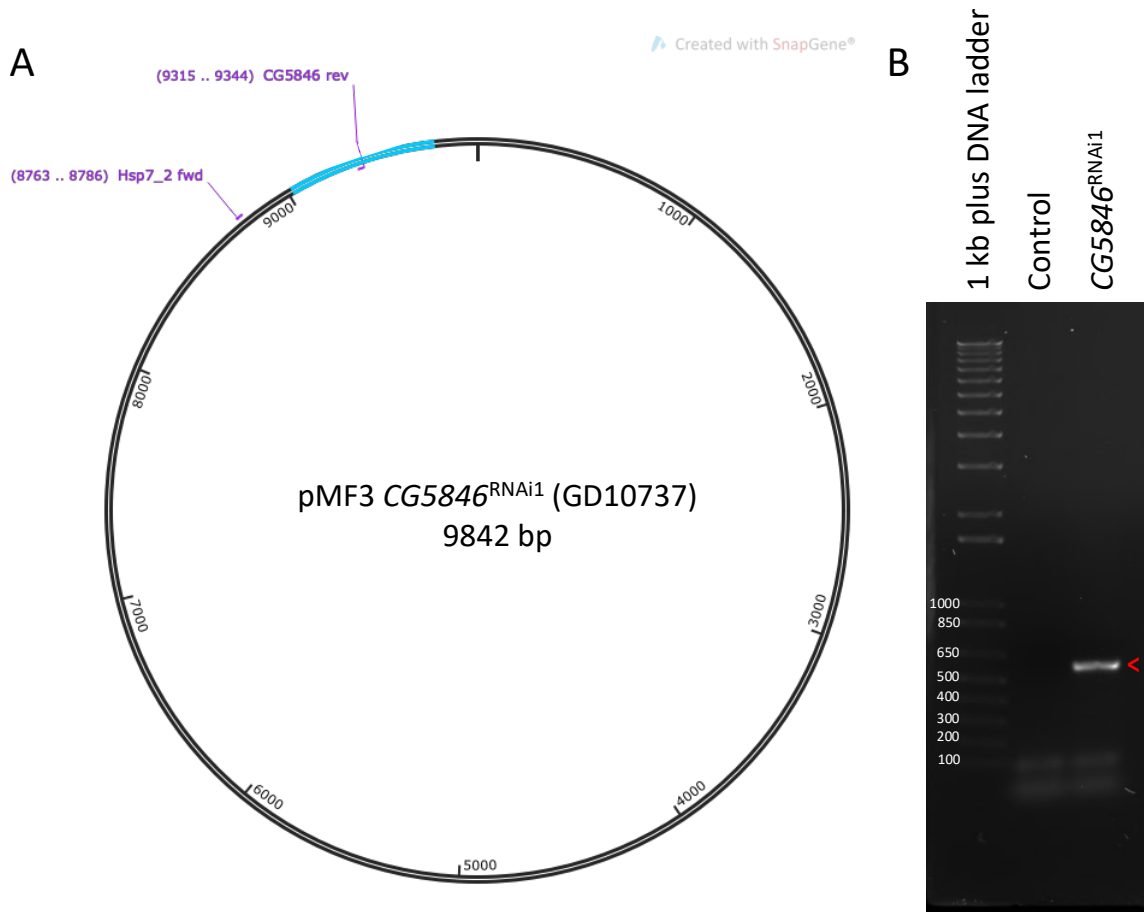 A
Created with SnapGene®
B
(9315 .. 9344) CG5846 rev
(8763 .. 8786) Hsp7_2 fwd
1000
2000
3000
4000
5000
6000
7000
8000
9000
pMF3 CG5846RNAi1 (GD10737)
9842 bp
1 kb plus DNA ladder
Control
CG5846RNAi1
1000
850
650
500
400
300
200
100
<